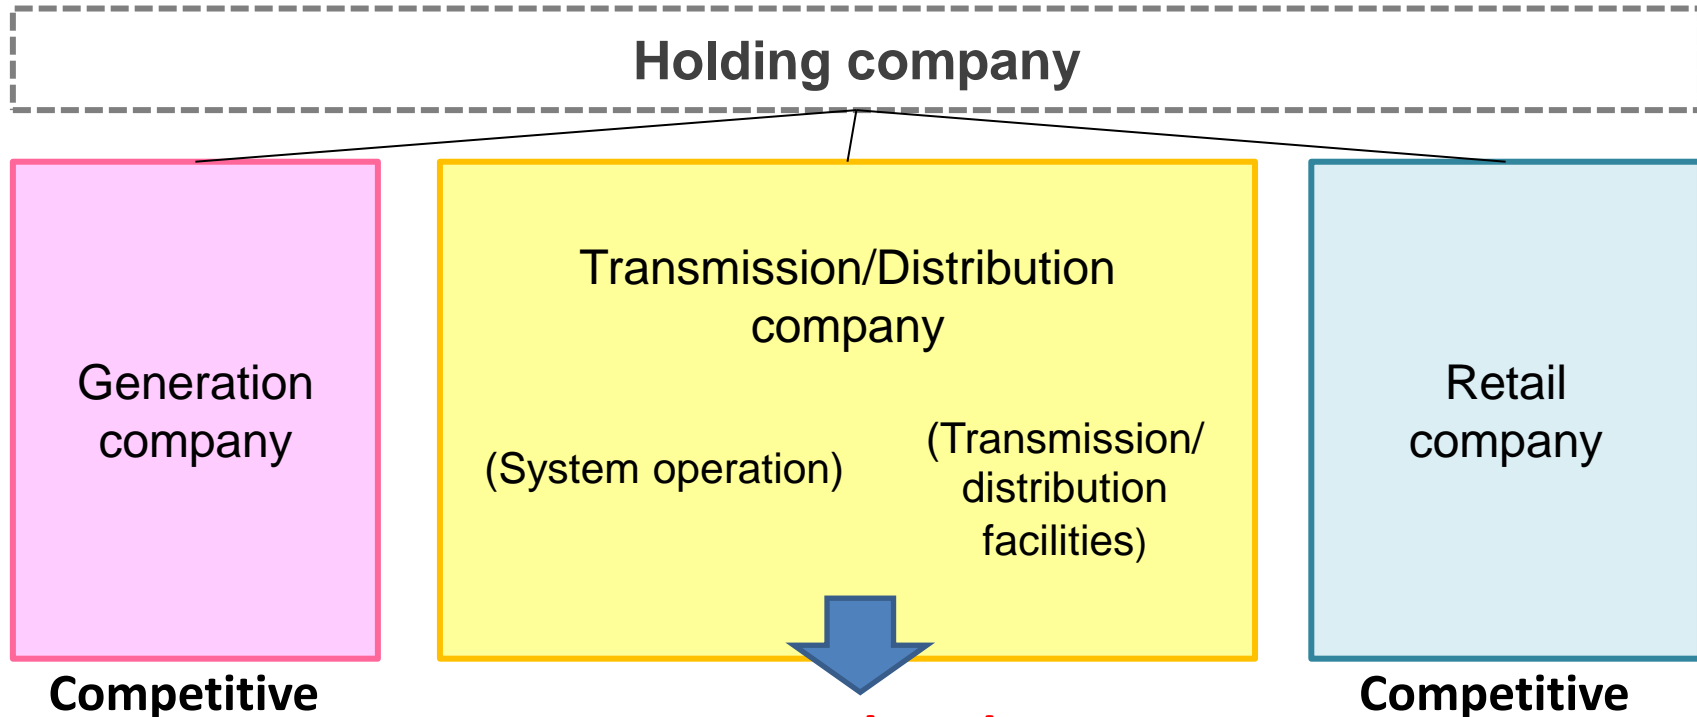 Holding company
Generation
company
Transmission/Distribution
company
(System operation)
(Transmission/
distribution
facilities)
Retail
company
Competitive
Competitive